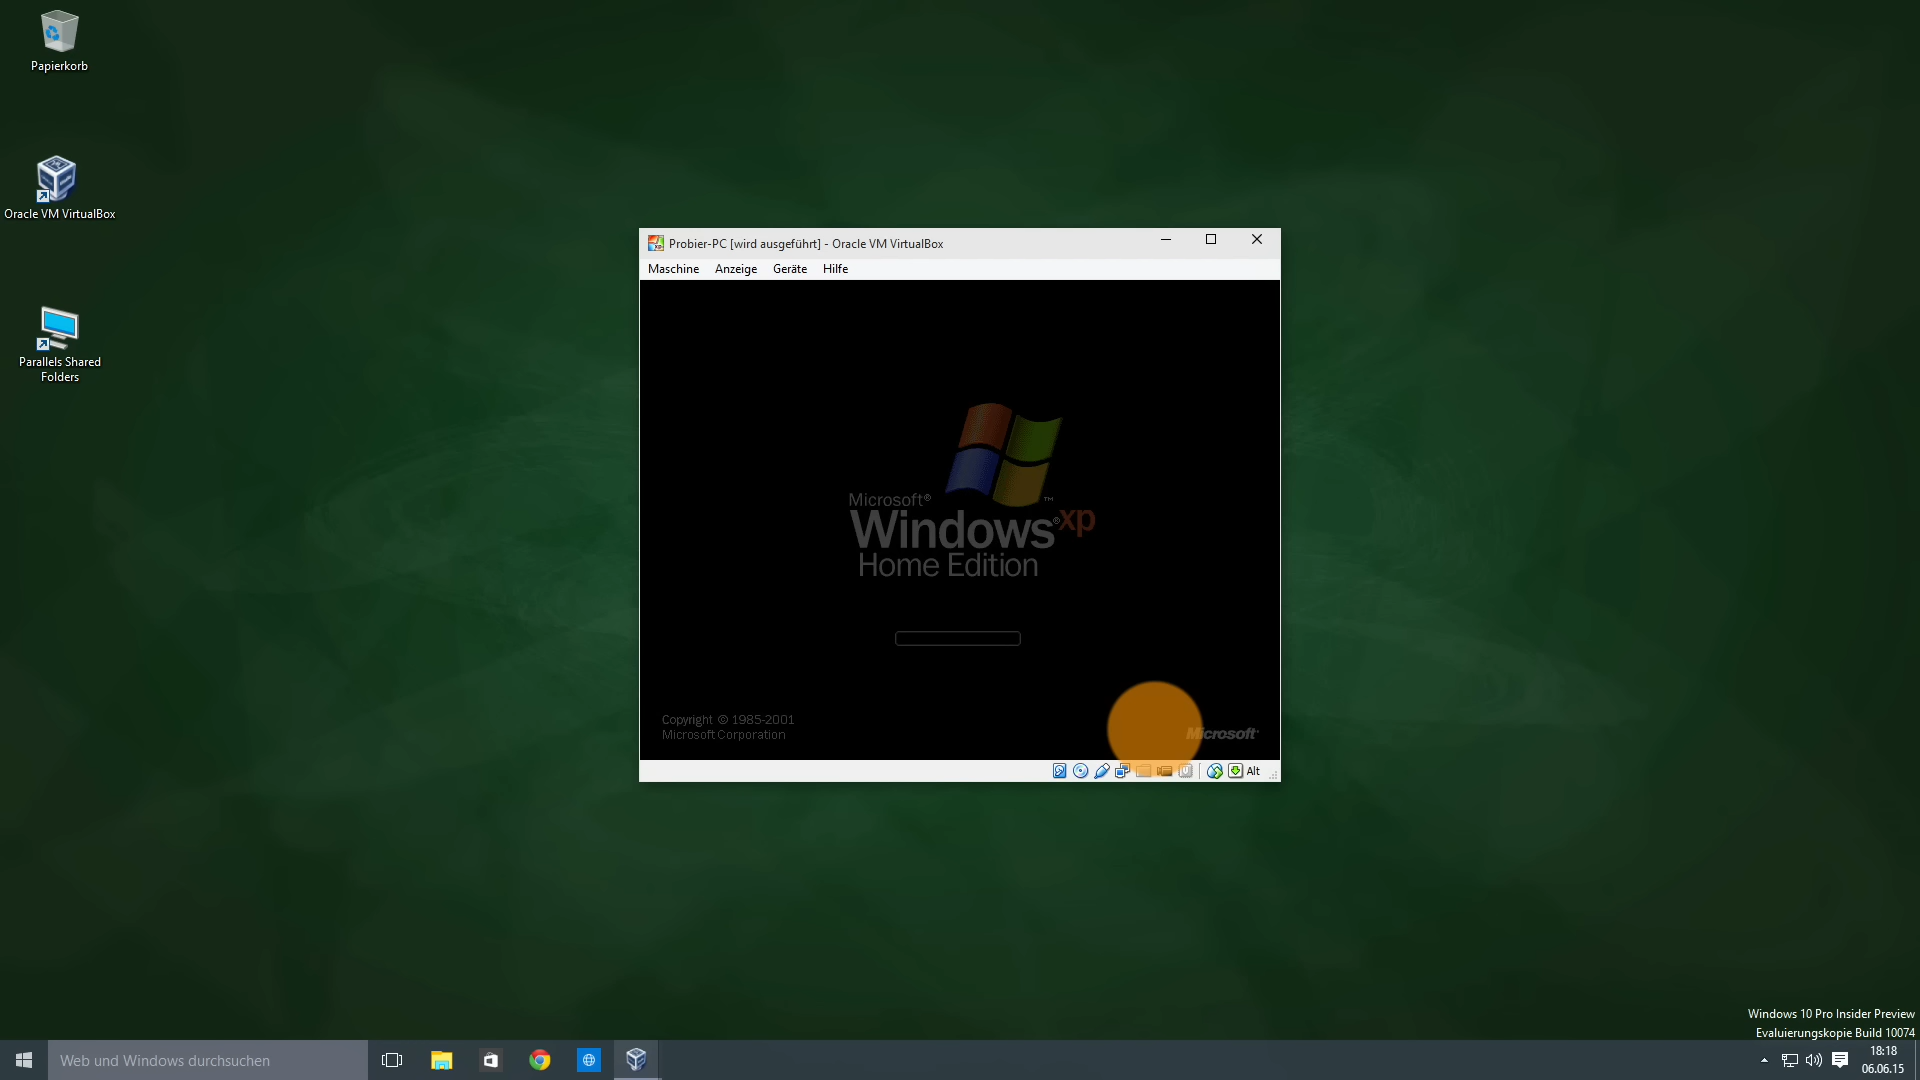 Papierkorb
Oracle VM VirtualBox
Parallels Shared
Folders
Probier-PC [wird ausgeführt] - Oracle VM VirtualBox
Maschine Anzeige Geräte Hilfe
Microsoft®
Windows®xp
™
Home Edition
Copyright © 1985-2001
Microsoft Corporation
Microsoft®
Alt
Windows 10 Pro Insider Preview
Evaluierungskopie Build 10074
Web und Windows durchsuchen
18:18
06.06.15